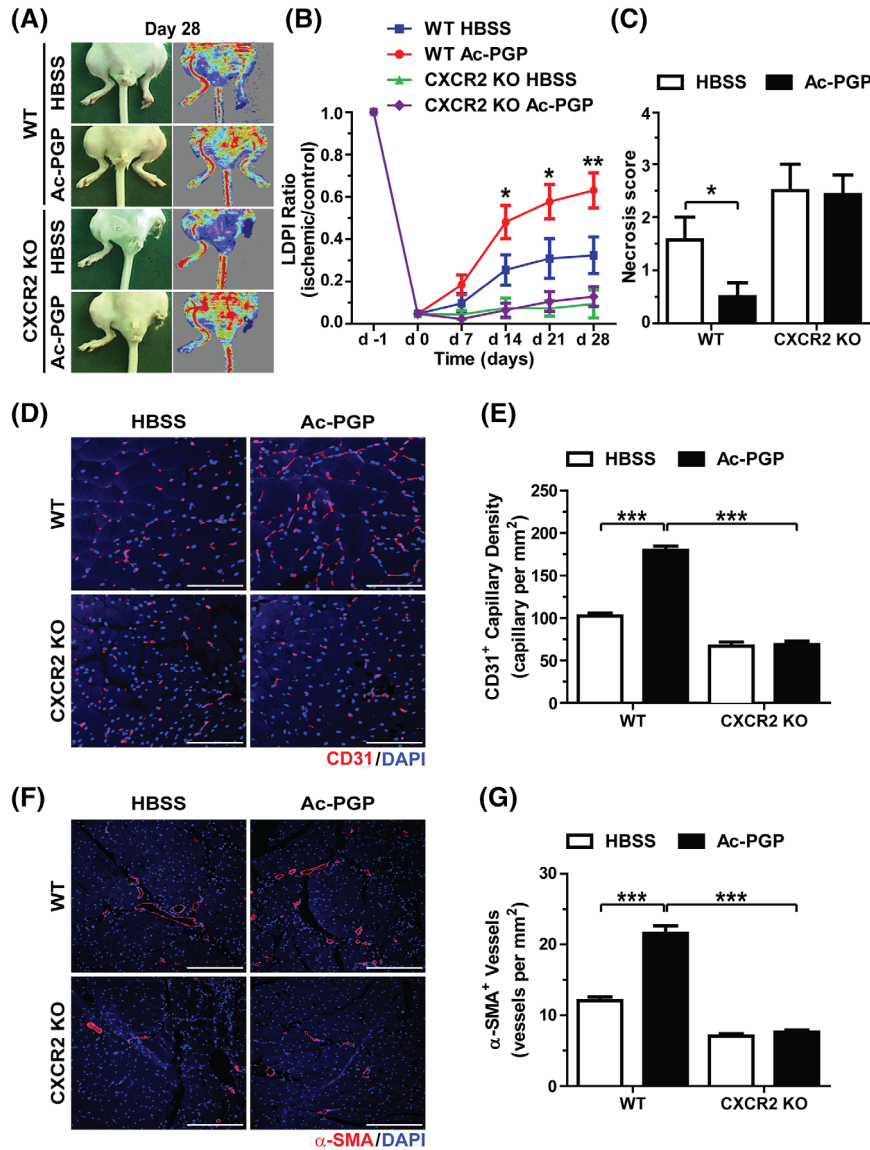 (A)
Day 28
WT
HBSS
Ac-PGP
CXCR2 KO
HBSS
Ac-PGP
(B)
WT HBSS
WT Ac-PGP
CXCR2 KO HBSS
CXCR2 KO Ac-PGP
LDPI Ratio
(ischemic/control)
1.0
0.8
0.6
0.4
0.2
0
* * **
d -1 d 0 d 7 d 14 d 21 d 28
Time (days)
(C)
HBSS Ac-PGP
Necrosis score
4
3
2
1
0
*
WT CXCR2 KO
(D)
HBSS Ac-PGP
WT
CXCR2 KO
CD31/DAPI
(E)
HBSS Ac-PGP
CD31⁺ Capillary Density
(capillary per mm²)
250
200
150
100
50
0
*** ***
WT CXCR2 KO
(F)
HBSS Ac-PGP
WT
CXCR2 KO
α-SMA/DAPI
(G)
HBSS Ac-PGP
α-SMA⁺ Vessels
(vessels per mm²)
30
20
10
0
*** ***
WT CXCR2 KO